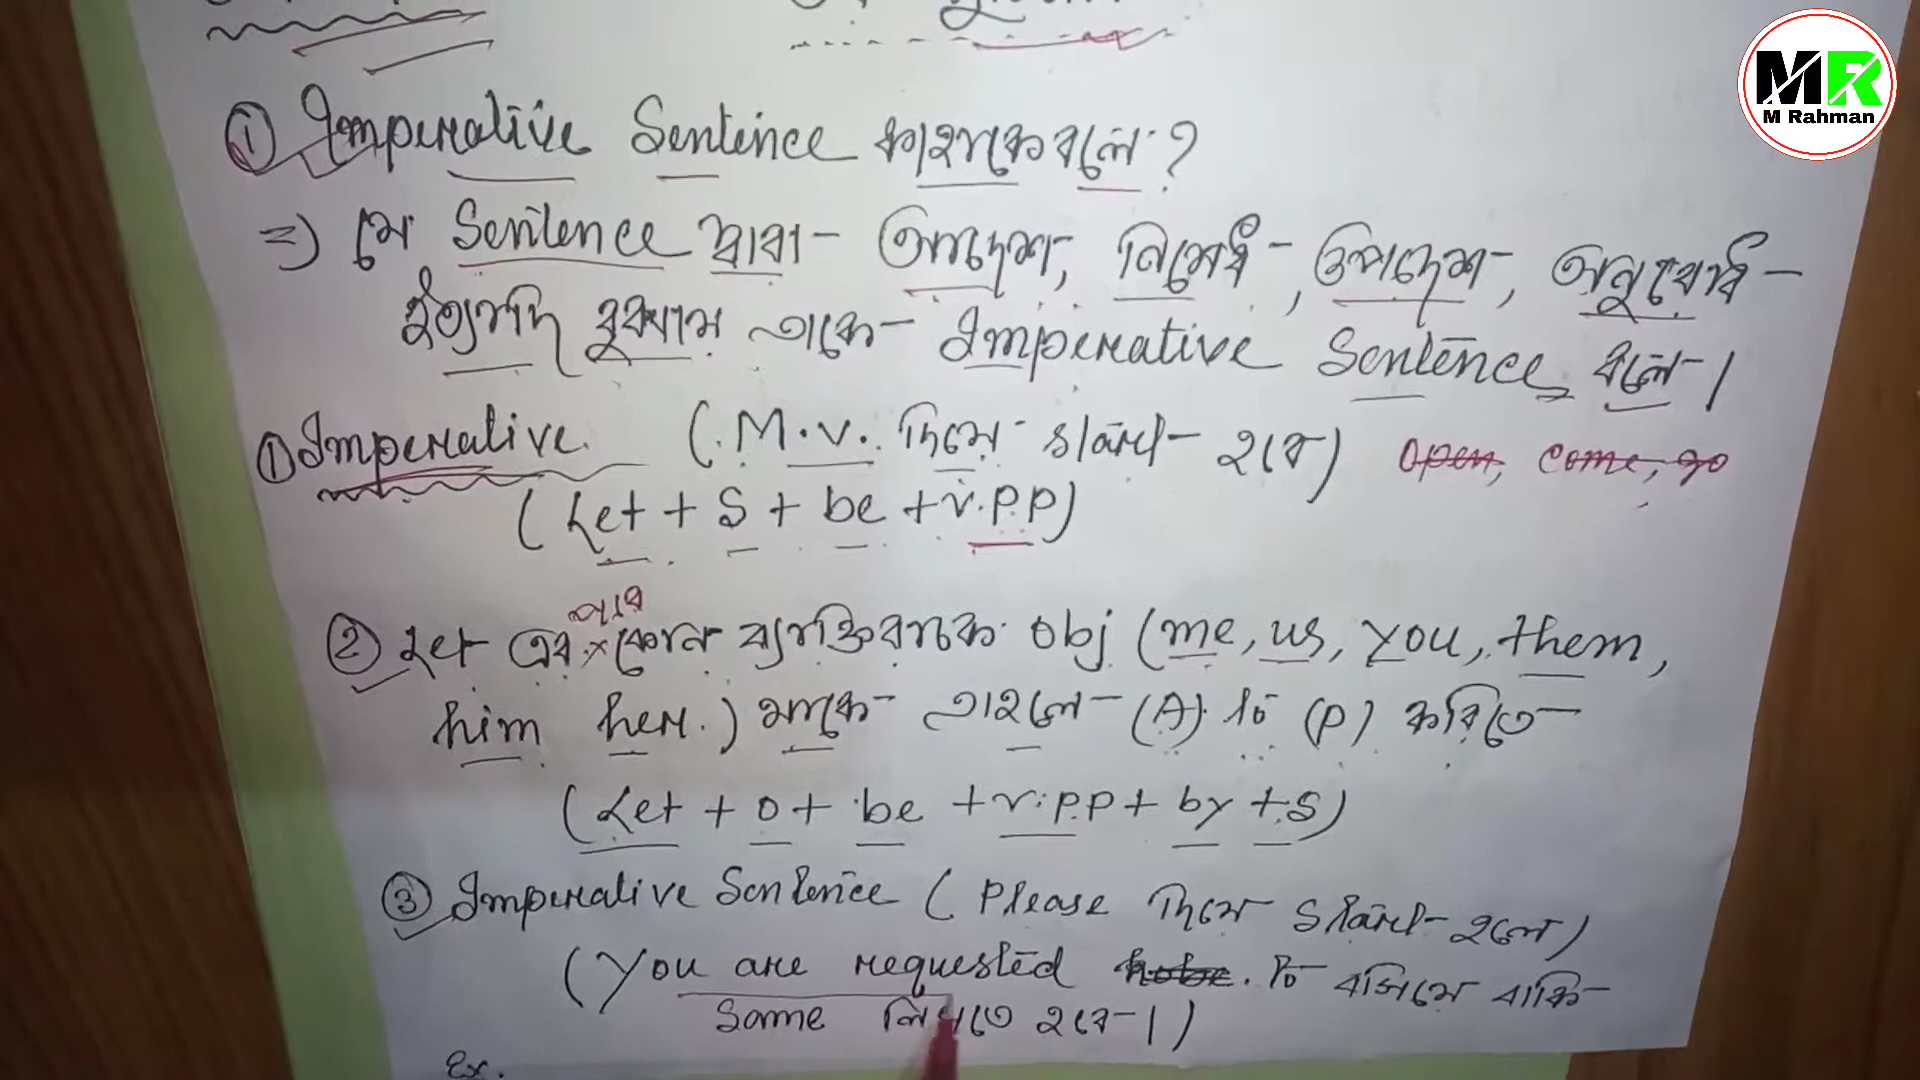 MR
M Rahman
① Imperative Sentence কাহাকে বলে ?
=) যে Sentence দ্বারা - আদেশ, নিষেধ, উপদেশ, অনুরোধ
ইত্যাদি বুঝায় তাকে Imperative Sentence বলে।
① Imperative. (M.V. দিয়ে start হবে) open, come, go
(Let + S + be + v.p.p)
পরে
② Let এর × কোন ব্যক্তিবাচক obj (me, us, you, them,
him her.) থাকে তাহলে (A) to (P) করিতে
(Let + o + be + v.p.p + by + S)
③ Imperative Sentence (Please দিয়ে start হলে)
(You are requested to বসিয়ে বাকি
Same লিখতে হবে।)
Ex.